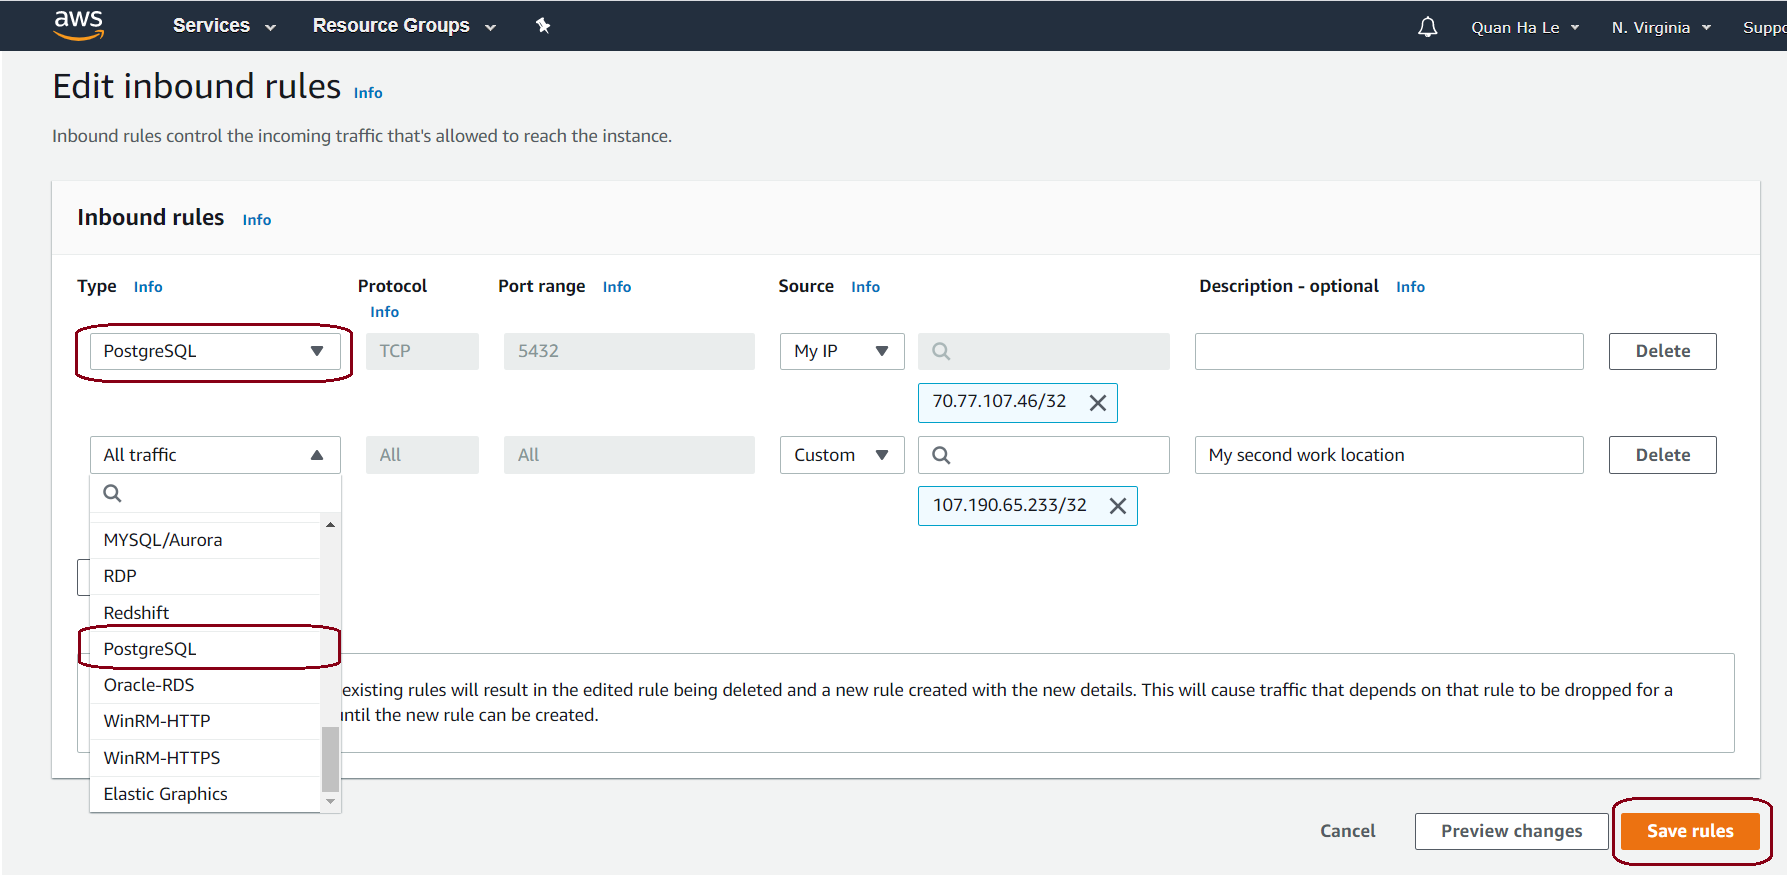 aws Services Resource Groups Quan Ha Le N. Virginia Suppo
Edit inbound rules Info
Inbound rules control the incoming traffic that's allowed to reach the instance.
Inbound rules Info
Type Info Protocol Info Port range Info Source Info Description - optional Info
PostgreSQL TCP 5432 My IP Delete
70.77.107.46/32
All traffic All All Custom My second work location Delete
107.190.65.233/32
MYSQL/Aurora
RDP
Redshift
PostgreSQL
Oracle-RDS
WinRM-HTTP
WinRM-HTTPS
Elastic Graphics
existing rules will result in the edited rule being deleted and a new rule created with the new details. This will cause traffic that depends on that rule to be dropped for a
until the new rule can be created.
Cancel Preview changes Save rules